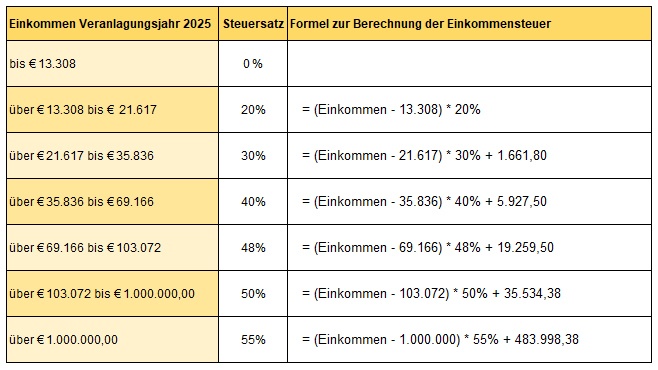 Einkommen Veranlagungsjahr 2025 Steuersatz Formel zur Berechnung der Einkommensteuer
bis € 13.308 0 %
über € 13.308 bis € 21.617 20% = (Einkommen - 13.308) * 20%
über € 21.617 bis € 35.836 30% = (Einkommen - 21.617) * 30% + 1.661,80
über € 35.836 bis € 69.166 40% = (Einkommen - 35.836) * 40% + 5.927,50
über € 69.166 bis € 103.072 48% = (Einkommen - 69.166) * 48% + 19.259,50
über € 103.072 bis € 1.000.000,00 50% = (Einkommen - 103.072) * 50% + 35.534,38
über € 1.000.000,00 55% = (Einkommen - 1.000.000) * 55% + 483.998,38